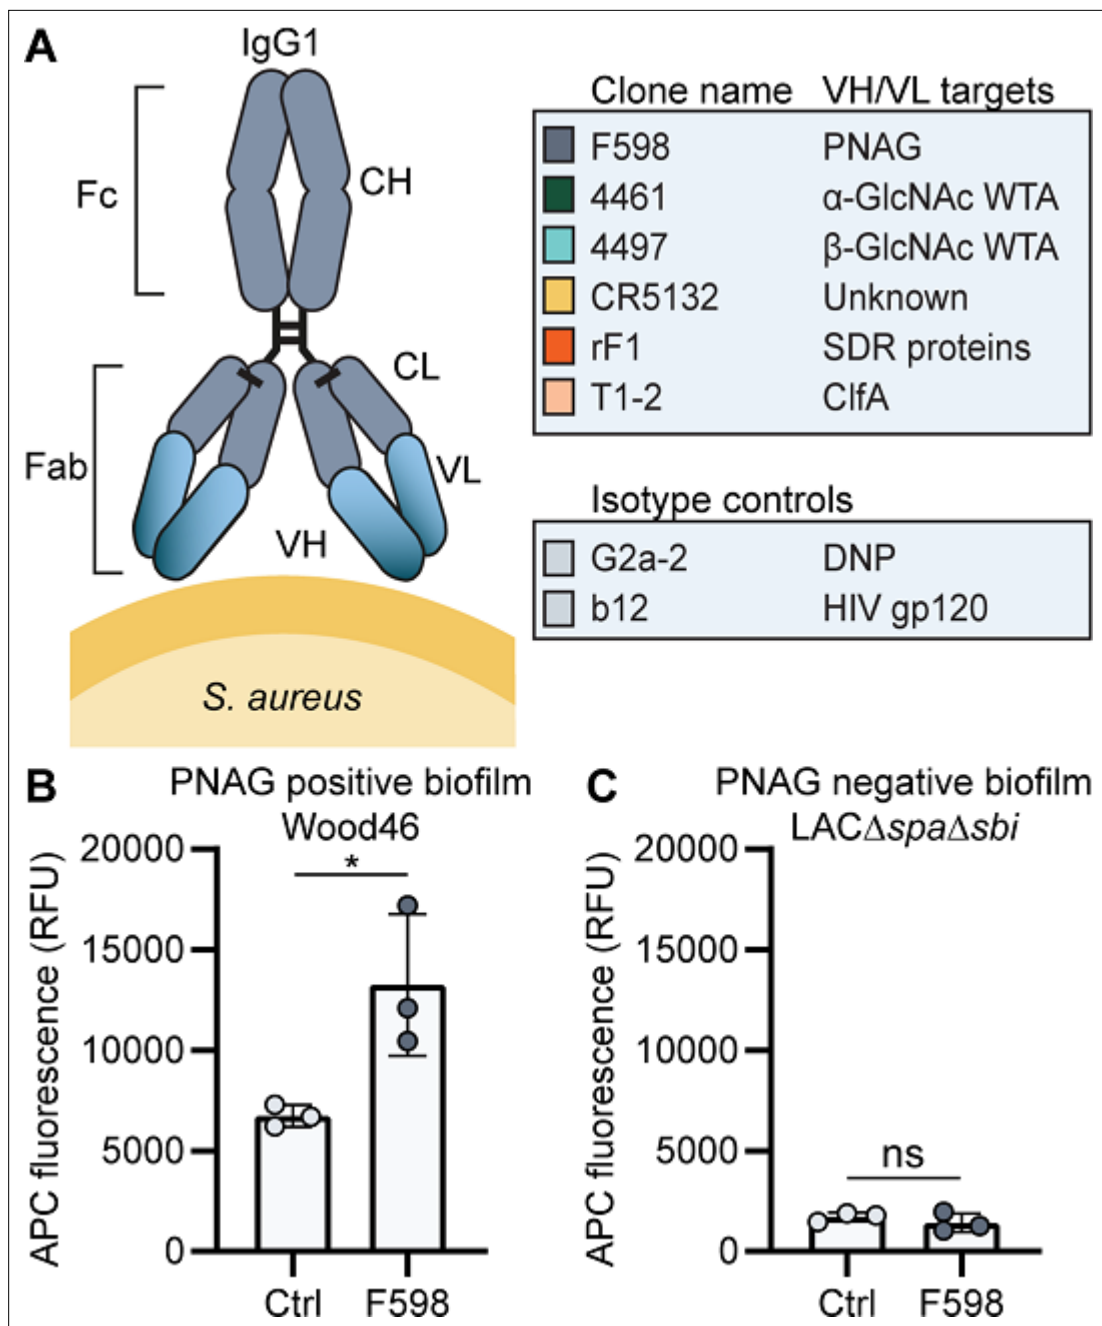 A
IgG1
Fc
CH
CL
Fab
VL
VH
S. aureus
Clone name VH/VL targets
F598 PNAG
4461 α-GlcNAc WTA
4497 β-GlcNAc WTA
CR5132 Unknown
rF1 SDR proteins
T1-2 ClfA
Isotype controls
G2a-2 DNP
b12 HIV gp120
B
PNAG positive biofilm
Wood46
APC fluorescence (RFU)
20000
15000
10000
5000
0
*
Ctrl F598
C
PNAG negative biofilm
LACΔspaΔsbi
APC fluorescence (RFU)
20000
15000
10000
5000
0
ns
Ctrl F598